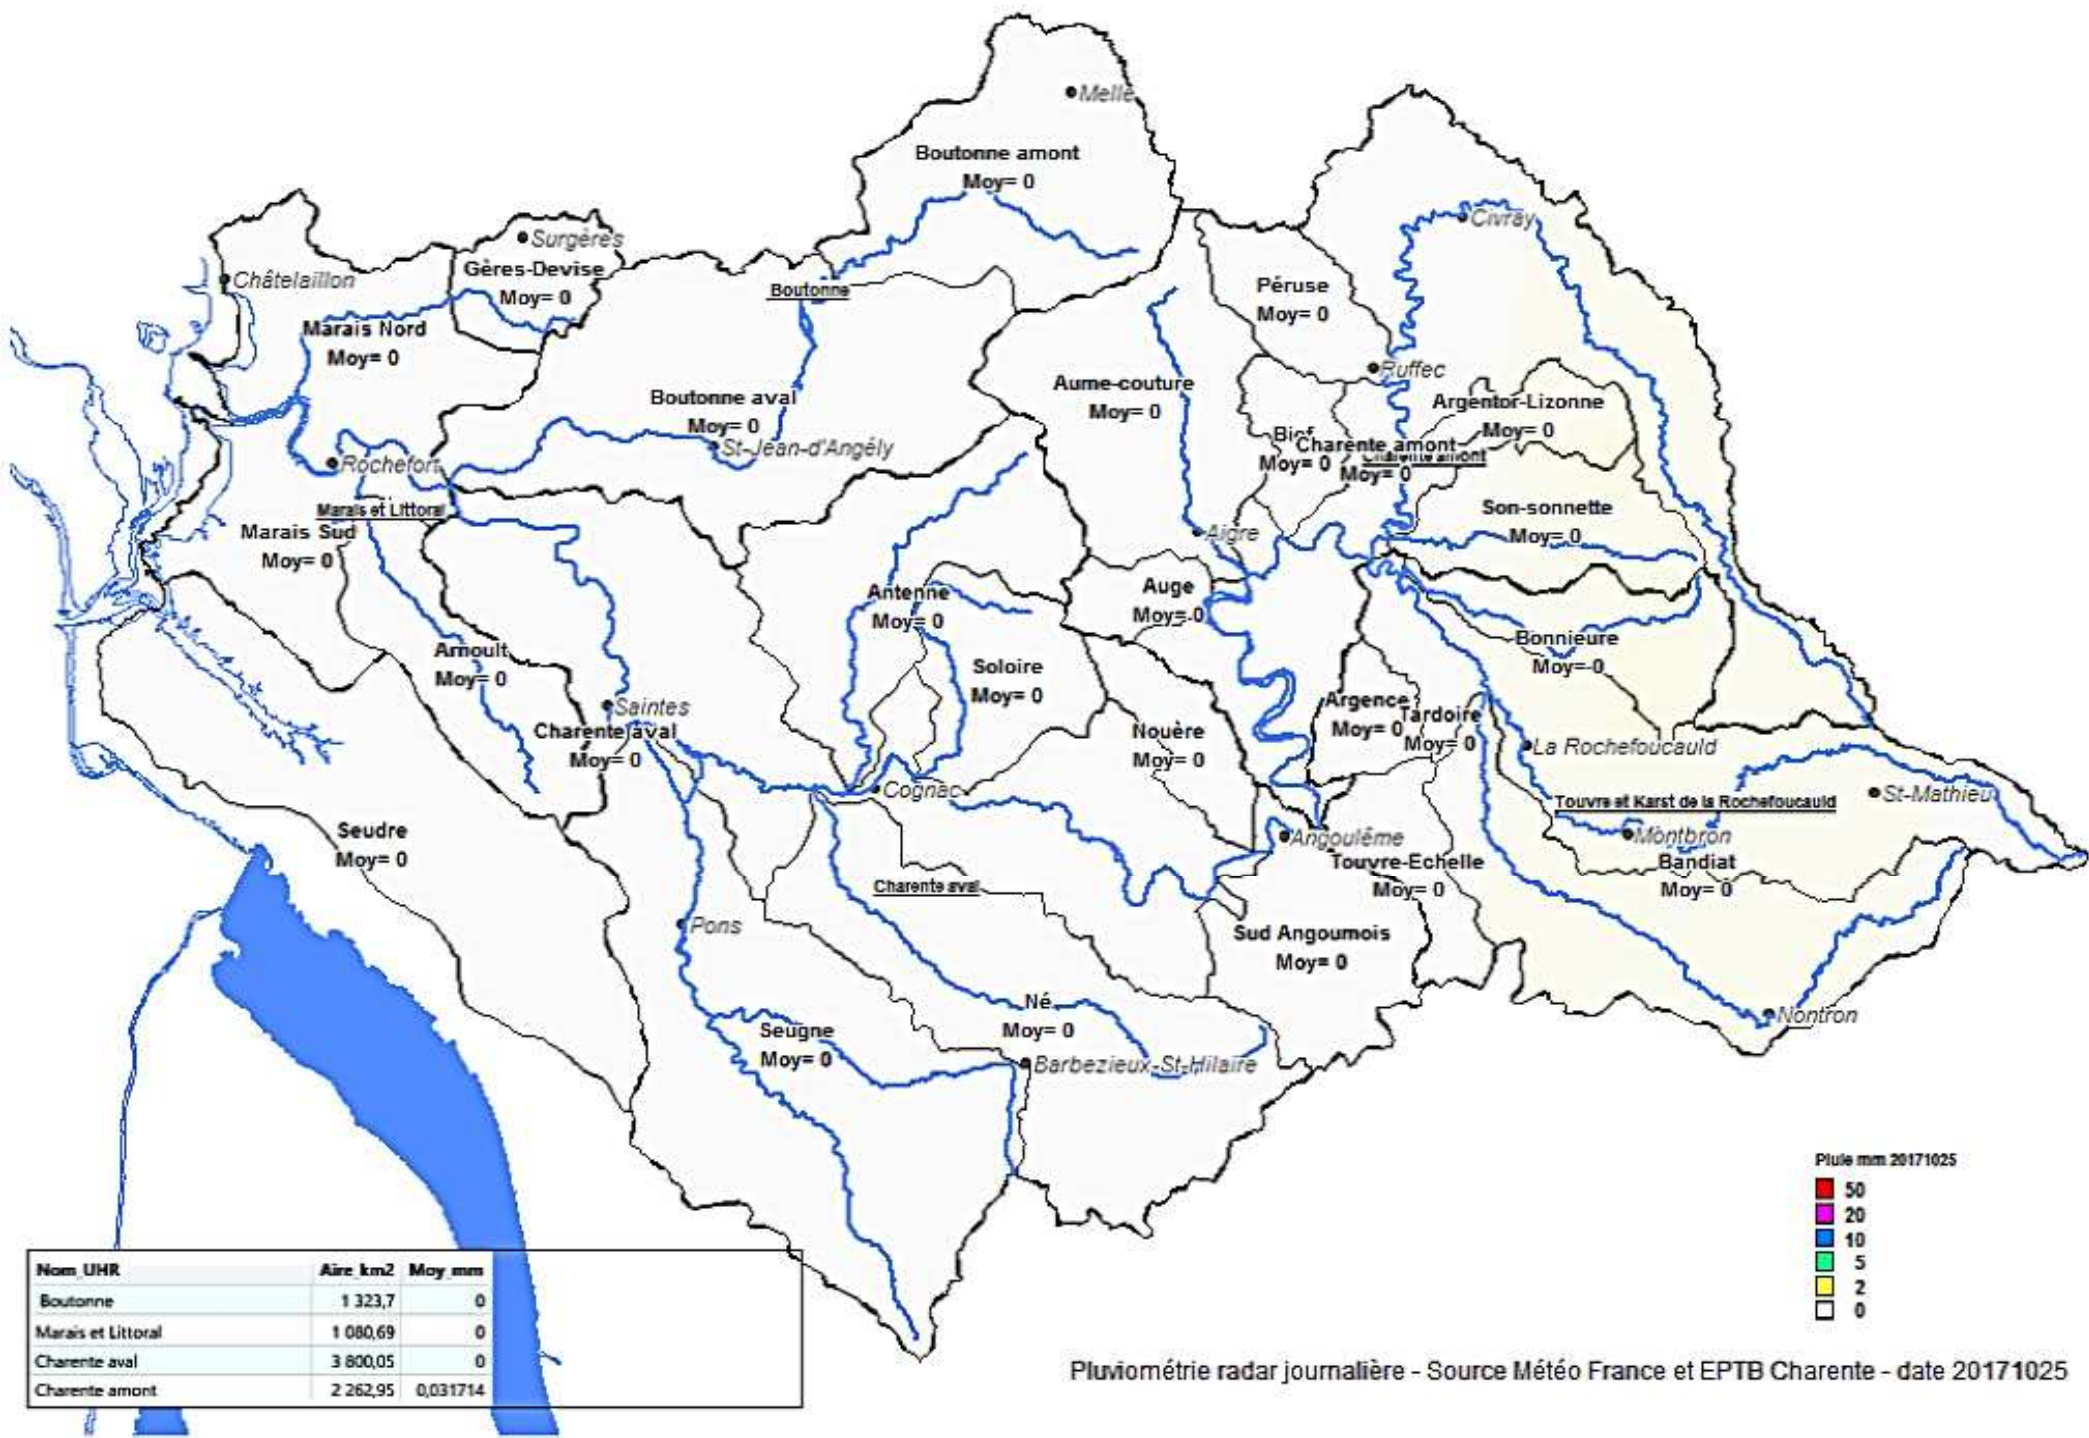 Melle
Boutonne amont
Moy= 0
Civray
Surgères
Gères-Devise
Moy= 0
Châtelaillon
Boutonne
Péruse
Moy= 0
Marais Nord
Moy= 0
Ruffec
Aume-couture
Moy= 0
Boutonne aval
Moy= 0
St-Jean-d'Angély
Argentor-Lizonne
Moy= 0
Bief
Moy= 0
Charente amont
Charente amont
Moy= 0
Rochefort
Marais et Littoral
Marais Sud
Moy= 0
Son-sonnette
Moy= 0
Aigre
Antenne
Moy= 0
Auge
Moy= 0
Bonnieure
Moy= 0
Arnoult
Moy= 0
Soloire
Moy= 0
Saintes
Charente aval
Moy= 0
Nouère
Moy= 0
Argence
Moy= 0
Tardoire
Moy= 0
La Rochefoucauld
Cognac
Touvre et Karst de la Rochefoucauld
St-Mathieu
Seudre
Moy= 0
Angoulême
Montbron
Touvre-Echelle
Moy= 0
Bandiat
Moy= 0
Charente aval
Pons
Sud Angoumois
Moy= 0
Né
Moy= 0
Nontron
Seugne
Moy= 0
Barbezieux-St-Hilaire
Pluie mm 20171025
50
20
10
5
2
0
Nom_UHR Aire_km2 Moy_mm
Boutonne 1 323,7 0
Marais et Littoral 1 080,69 0
Charente aval 3 800,05 0
Charente amont 2 262,95 0,031714
Pluviométrie radar journalière - Source Météo France et EPTB Charente - date 20171025